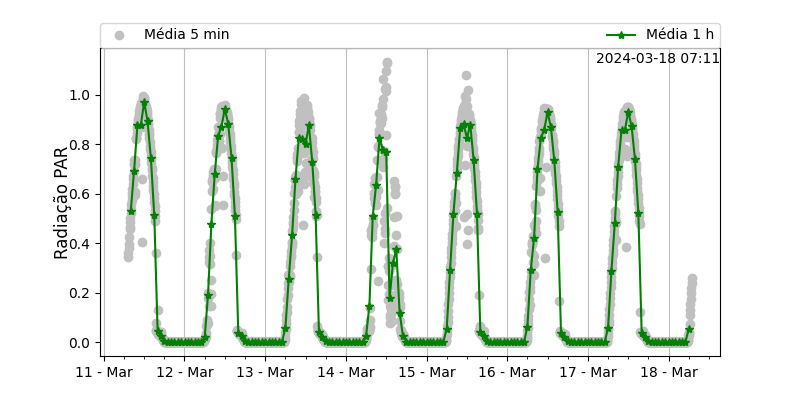 Média 5 min
Média 1 h
2024-03-18 07:11
Radiação PAR
1.0
0.8
0.6
0.4
0.2
0.0
11 - Mar
12 - Mar
13 - Mar
14 - Mar
15 - Mar
16 - Mar
17 - Mar
18 - Mar